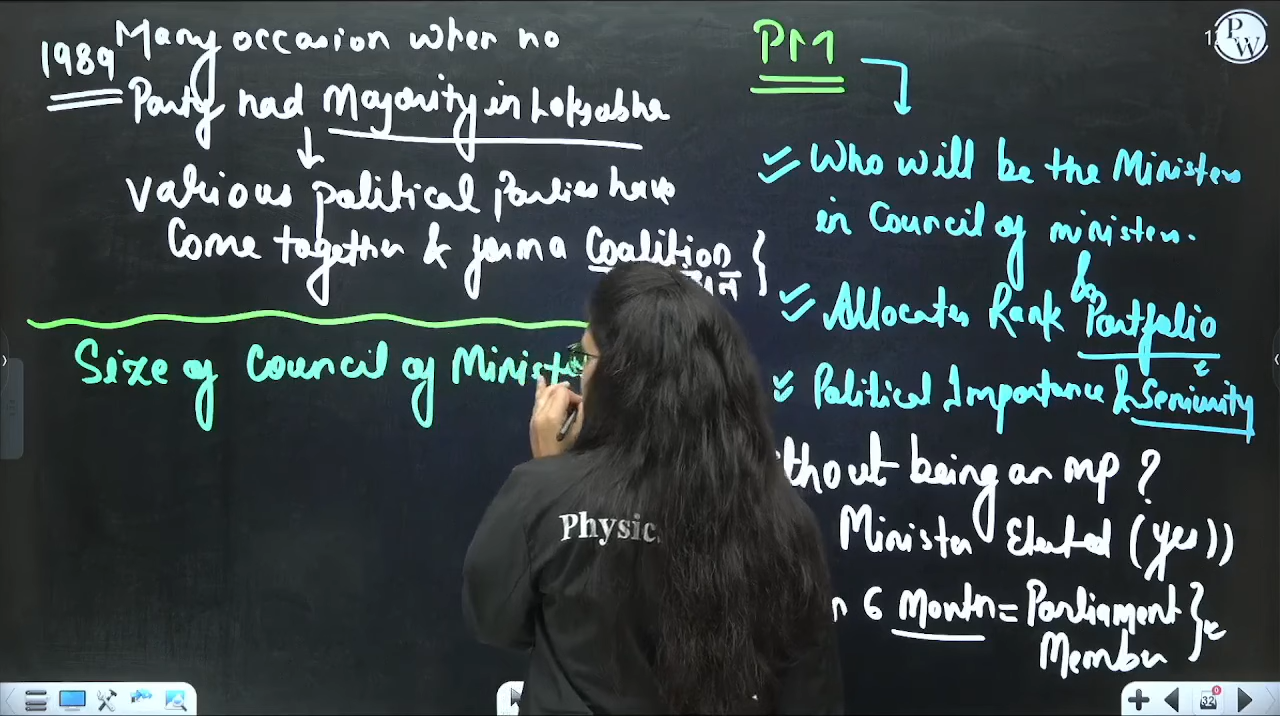 1989 Many occasion when no
Party had Majority in Loksabha
various political parties have
Come together & form a Coalition
Size of Council of Minist
PM
Who will be the Ministers
in Council of ministers.
&
Allocates Rank Portfolio
Political Importance & Seniority
thout being an MP ?
Minister Elected (yes))
n 6 Month = Parliament
Member
PW
Physic
32